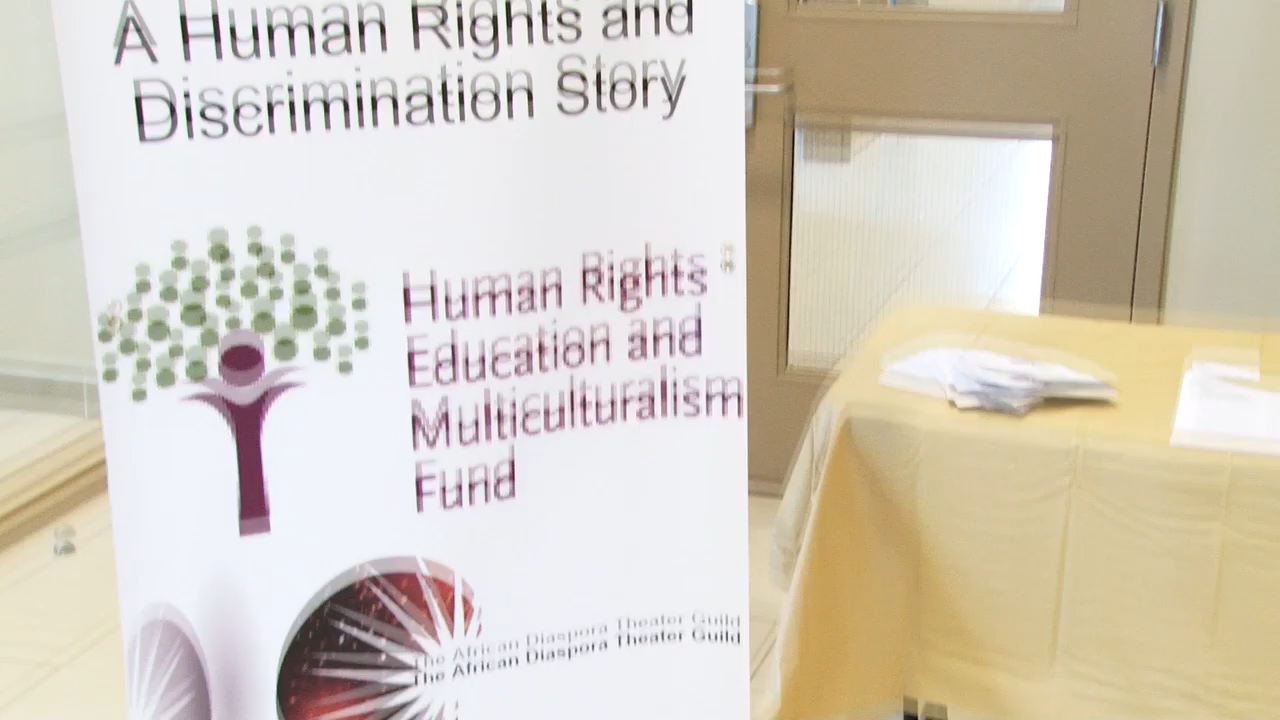 A Human Rights and
Discrimination Story
Human Rights
Education and
Multiculturalism
Fund
The African Diaspora Theater Guild